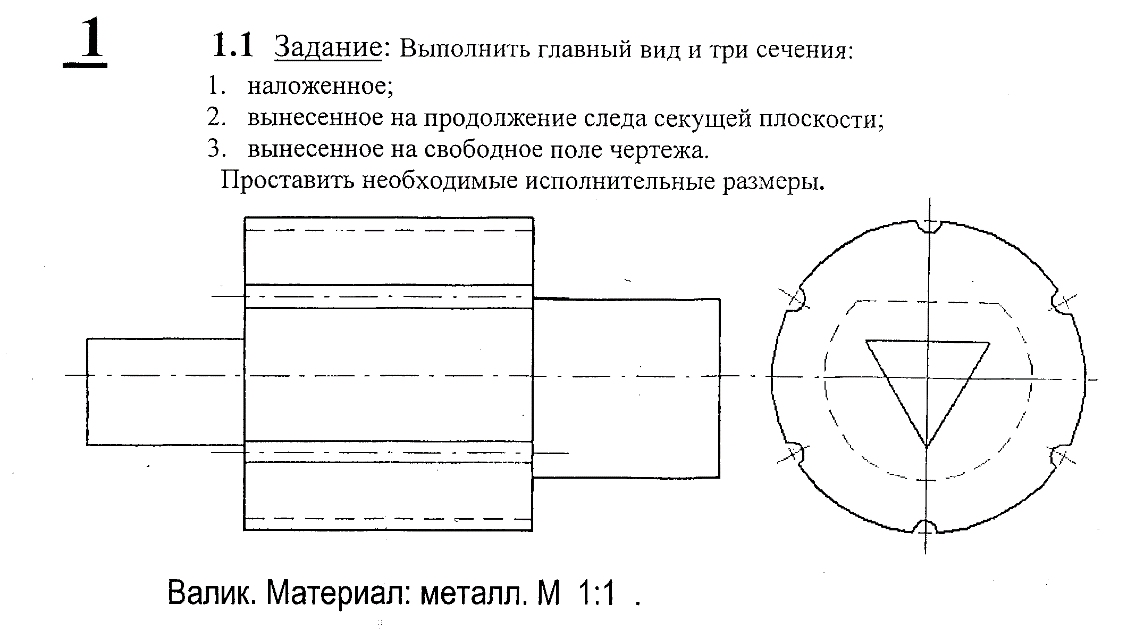 1
1.1 Задание: Выполнить главный вид и три сечения:
1. наложенное;
2. вынесенное на продолжение следа секущей плоскости;
3. вынесенное на свободное поле чертежа.
Проставить необходимые исполнительные размеры.
Валик. Материал: металл. М 1:1 .